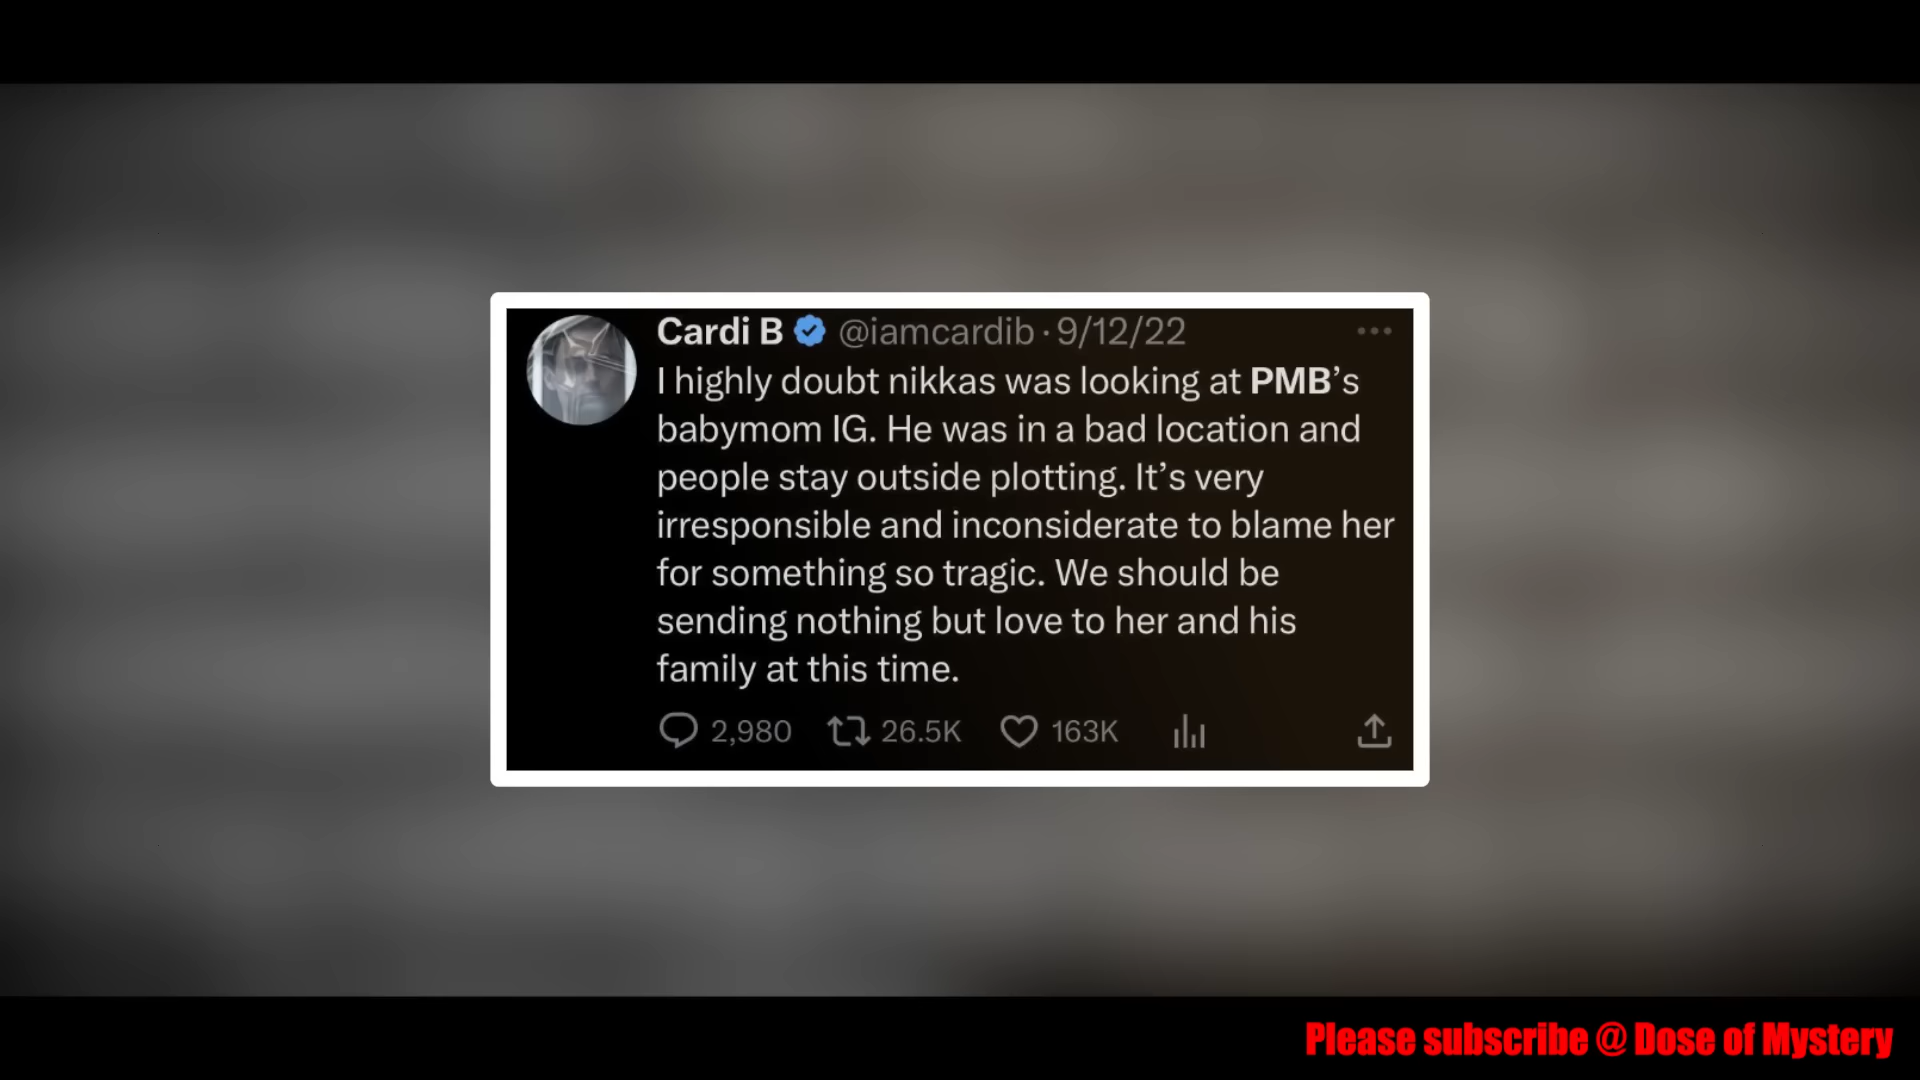 Cardi B @iamcardib · 9/12/22
I highly doubt nikkas was looking at PMB’s
babymom IG. He was in a bad location and
people stay outside plotting. It’s very
irresponsible and inconsiderate to blame her
for something so tragic. We should be
sending nothing but love to her and his
family at this time.
2,980 26.5K 163K
Please subscribe @ Dose of Mystery